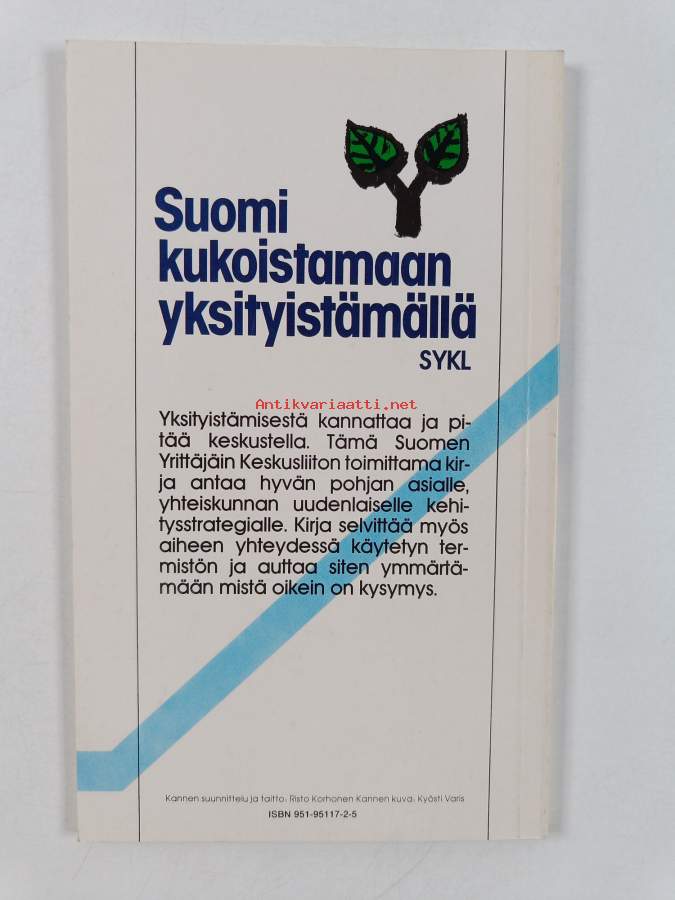 Suomi
kukoistamaan
yksityistämällä
SYKL
Antikvariaatti.net
Yksityistämisestä kannattaa ja pi-
tää keskustella. Tämä Suomen
Yrittäjäin Keskusliiton toimittama kir-
ja antaa hyvän pohjan asialle,
yhteiskunnan uudenlaiselle kehi-
tysstrategialle. Kirja selvittää myös
aiheen yhteydessä käytetyn ter-
mistön ja auttaa siten ymmärtä-
mään mistä oikein on kysymys.
Kannen suunnittelu ja taitto. Risto Korhonen Kannen kuva. Kyösti Varis
ISBN 951-95117-2-5